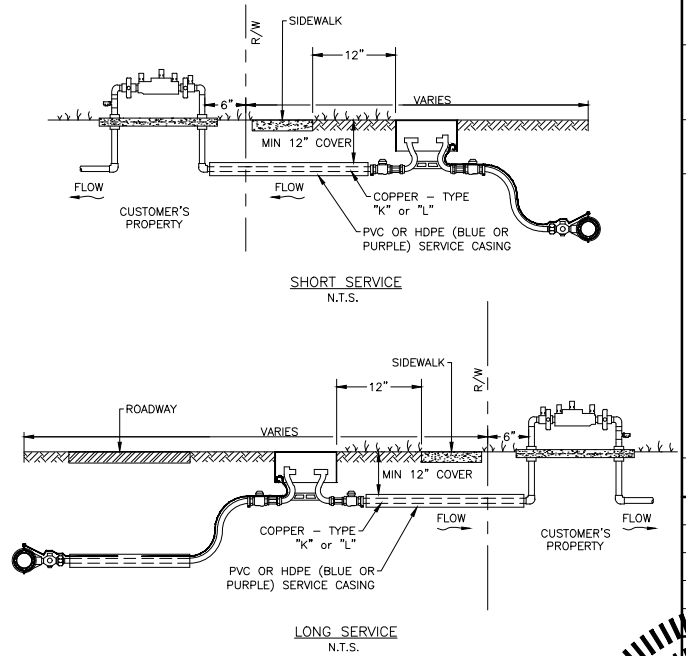 SIDEWALK
R/W
12"
6"
VARIES
MIN 12" COVER
FLOW
FLOW
COPPER – TYPE
"K" or "L"
CUSTOMER'S
PROPERTY
PVC OR HDPE (BLUE OR
PURPLE) SERVICE CASING
SHORT SERVICE
N.T.S.
SIDEWALK
R/W
12"
ROADWAY
VARIES
6"
MIN 12" COVER
FLOW
FLOW
COPPER – TYPE
"K" or "L"
CUSTOMER'S
PROPERTY
PVC OR HDPE (BLUE OR
PURPLE) SERVICE CASING
LONG SERVICE
N.T.S.